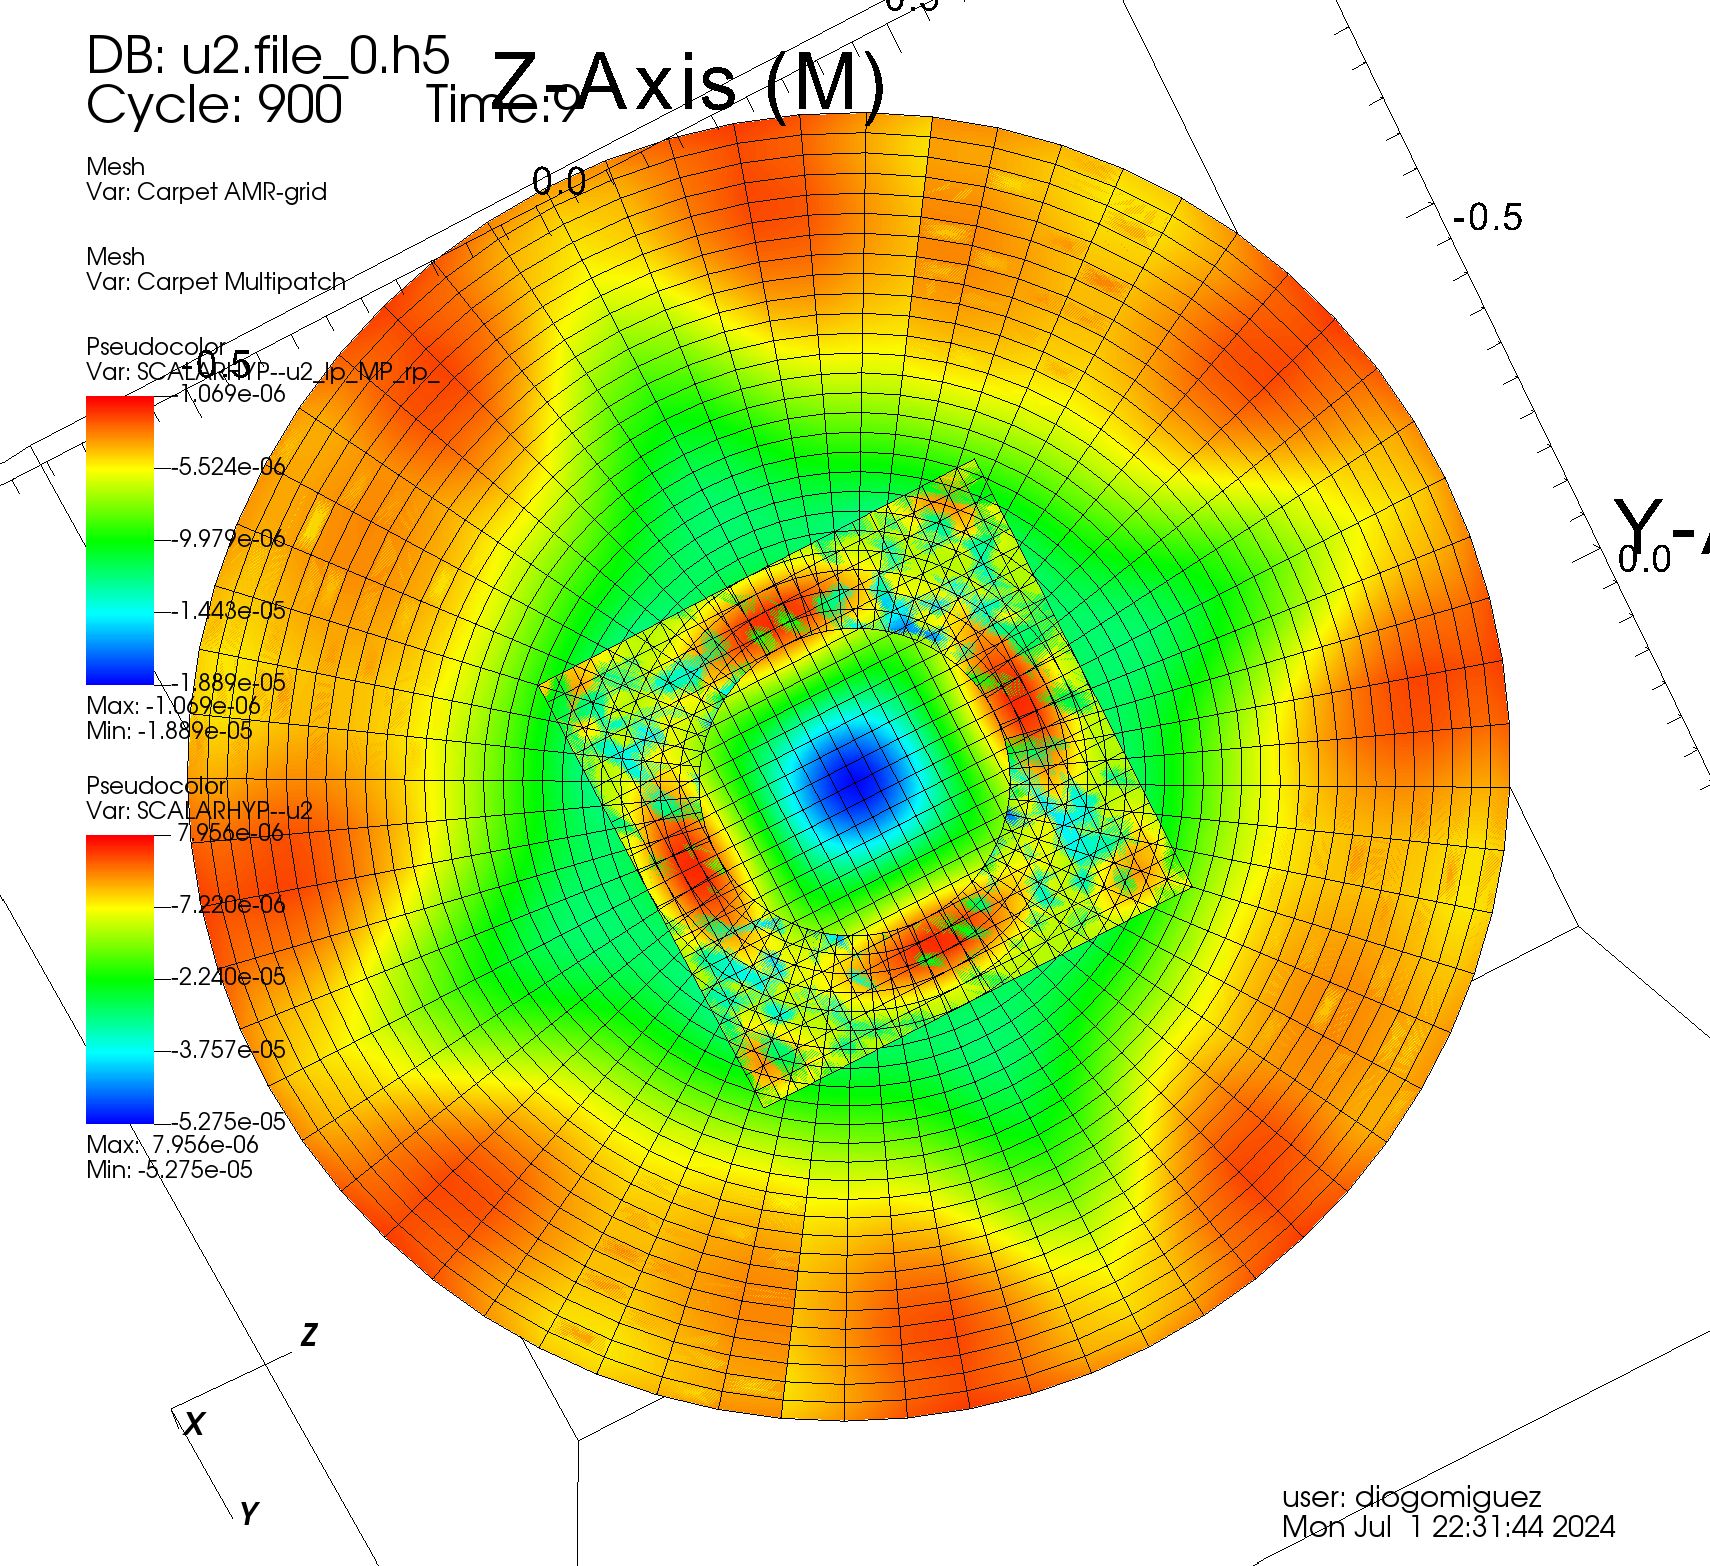 0.5
DB: u2.file_0.h5
Z-Axis (M)
Cycle: 900 Time:9
Mesh
Var: Carpet AMR-grid
0.0
-0.5
Mesh
Var: Carpet Multipatch
Pseudocolor
-0.5
Var: SCALARHYP--u2_lp_MP_rp_
-1.069e-06
-5.524e-06
-9.979e-06
-1.443e-05
-1.889e-05
Max: -1.069e-06
Min: -1.889e-05
Y-A
0.0
Pseudocolor
Var: SCALARHYP--u2
7.956e-06
-7.220e-06
-2.240e-05
-3.757e-05
-5.275e-05
Max: 7.956e-06
Min: -5.275e-05
Z
X
Y
user: diogomiguez
Mon Jul 1 22:31:44 2024